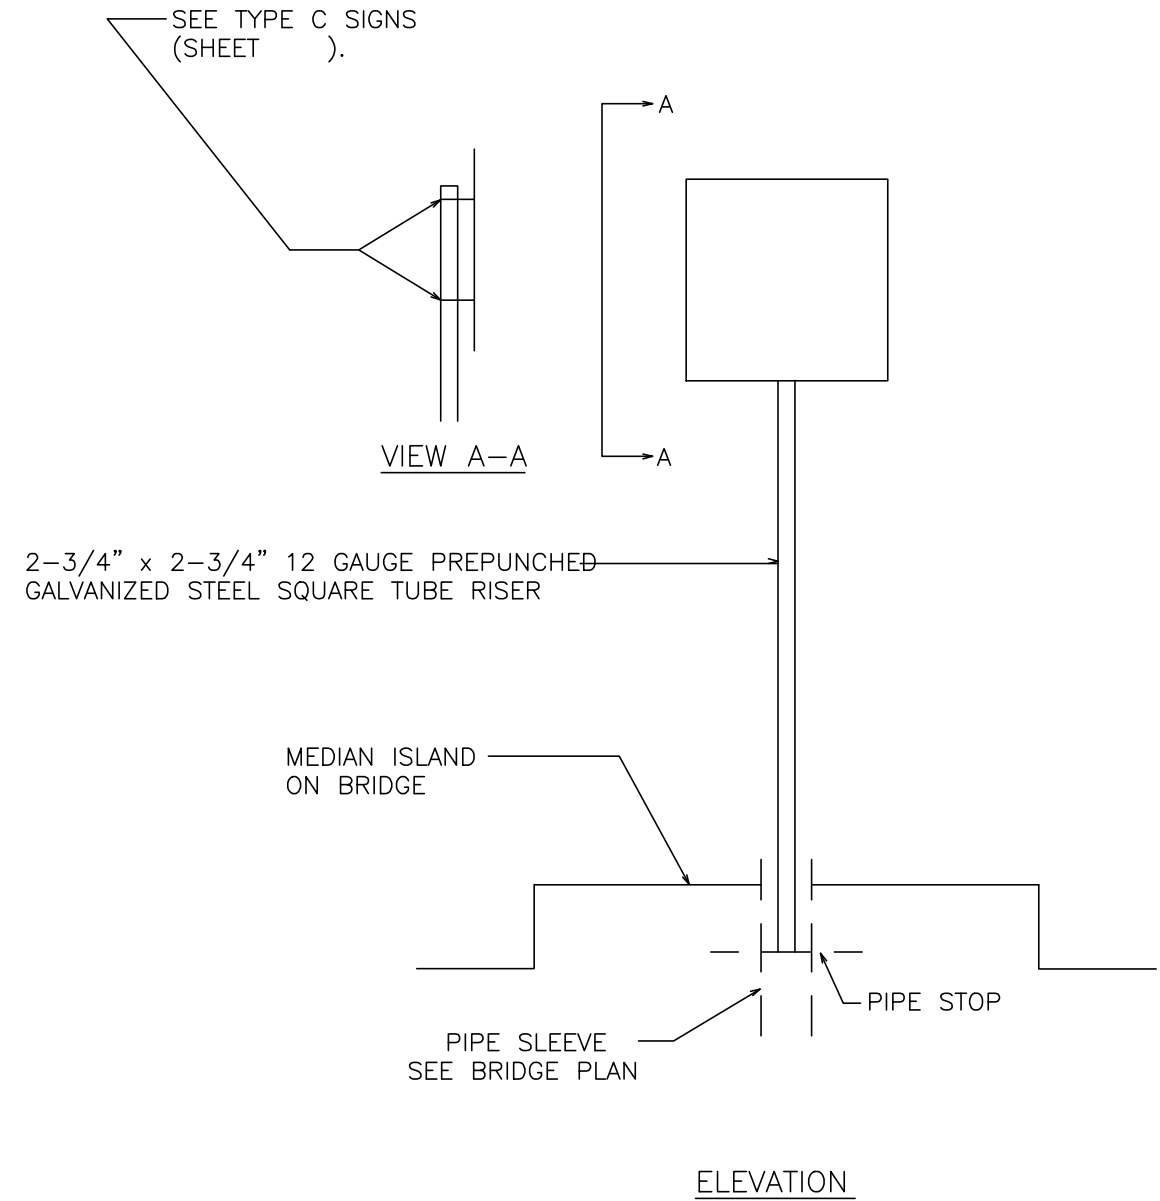 SEE TYPE C SIGNS
(SHEET      ).
A
VIEW A-A
A
2-3/4" x 2-3/4" 12 GAUGE PREPUNCHED
GALVANIZED STEEL SQUARE TUBE RISER
MEDIAN ISLAND
ON BRIDGE
PIPE STOP
PIPE SLEEVE
SEE BRIDGE PLAN
ELEVATION